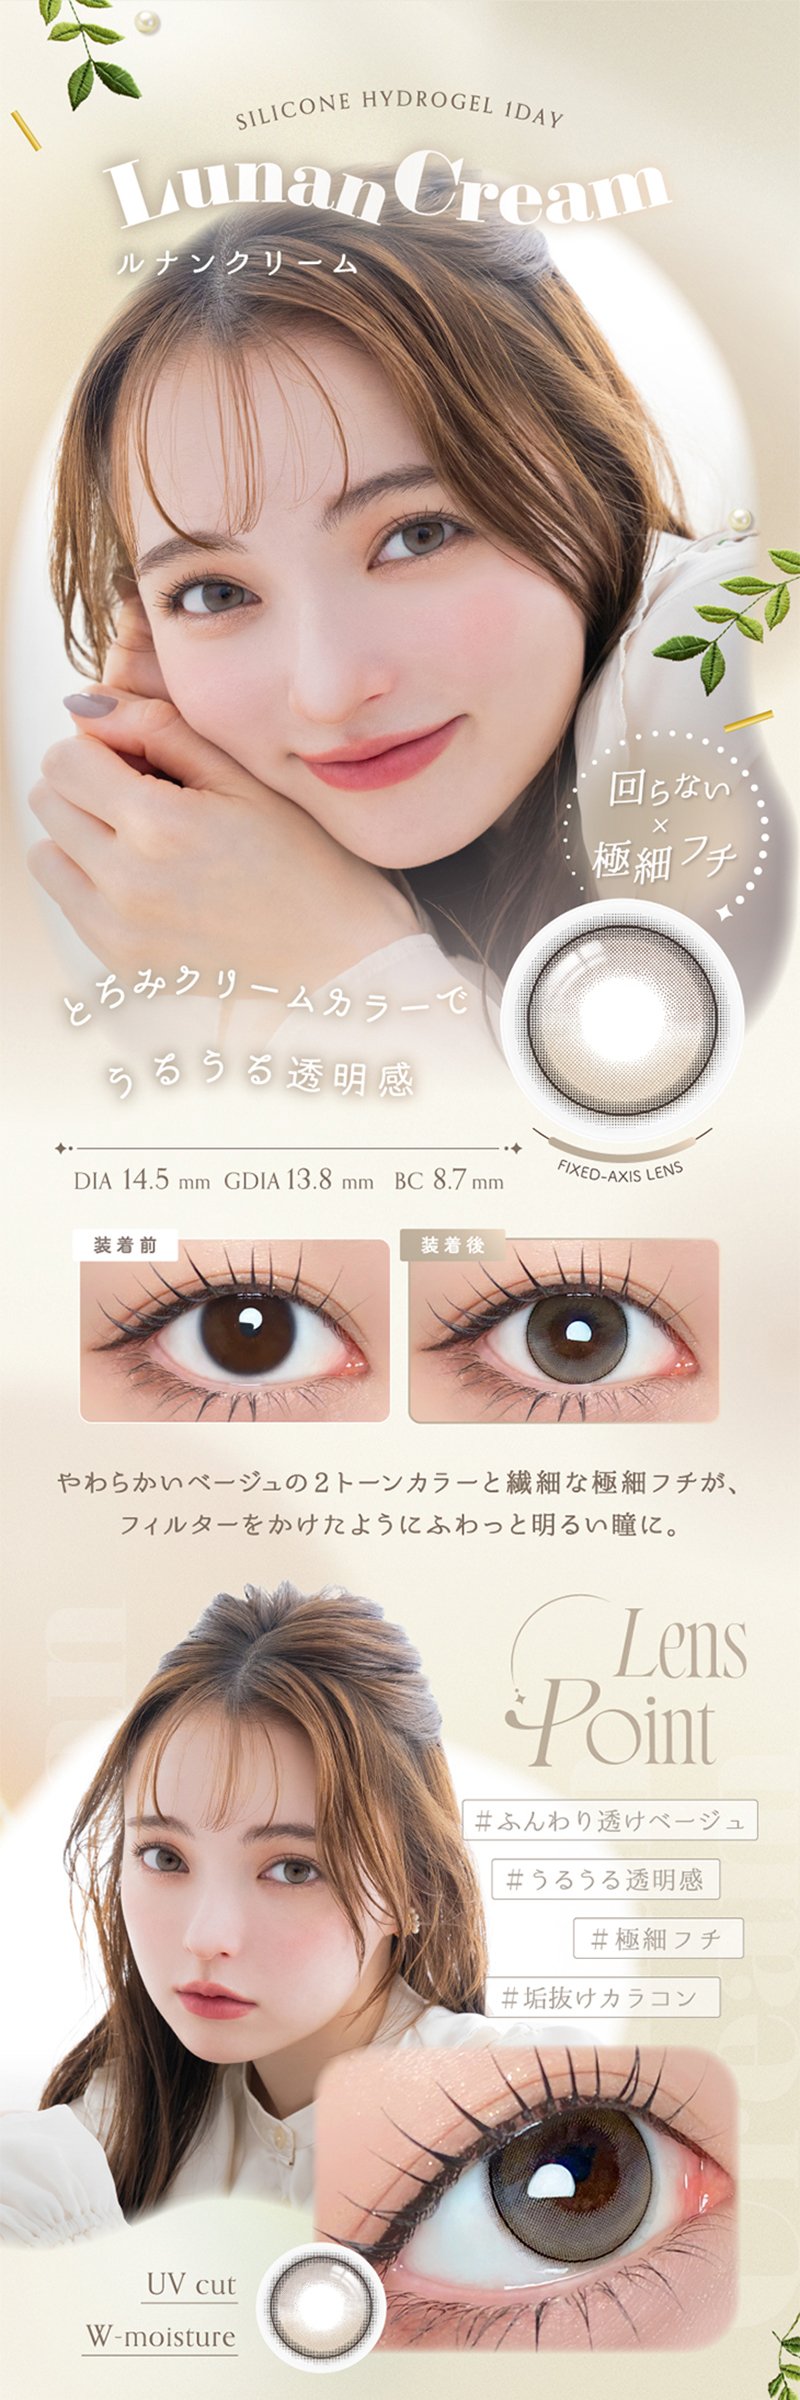 SILICONE HYDROGEL 1DAY
Lunan Cream
ルナンクリーム
回らない
×
極細フチ
とろみクリームカラーで
うるうる透明感
FIXED-AXIS LENS
DIA 14.5 mm GDIA 13.8 mm BC 8.7 mm
装着前
装着後
やわらかいベージュの2トーンカラーと繊細な極細フチが、
フィルターをかけたようにふわっと明るい瞳に。
Lens
Point
#ふんわり透けベージュ
#うるうる透明感
#極細フチ
#垢抜けカラコン
UV cut
W-moisture